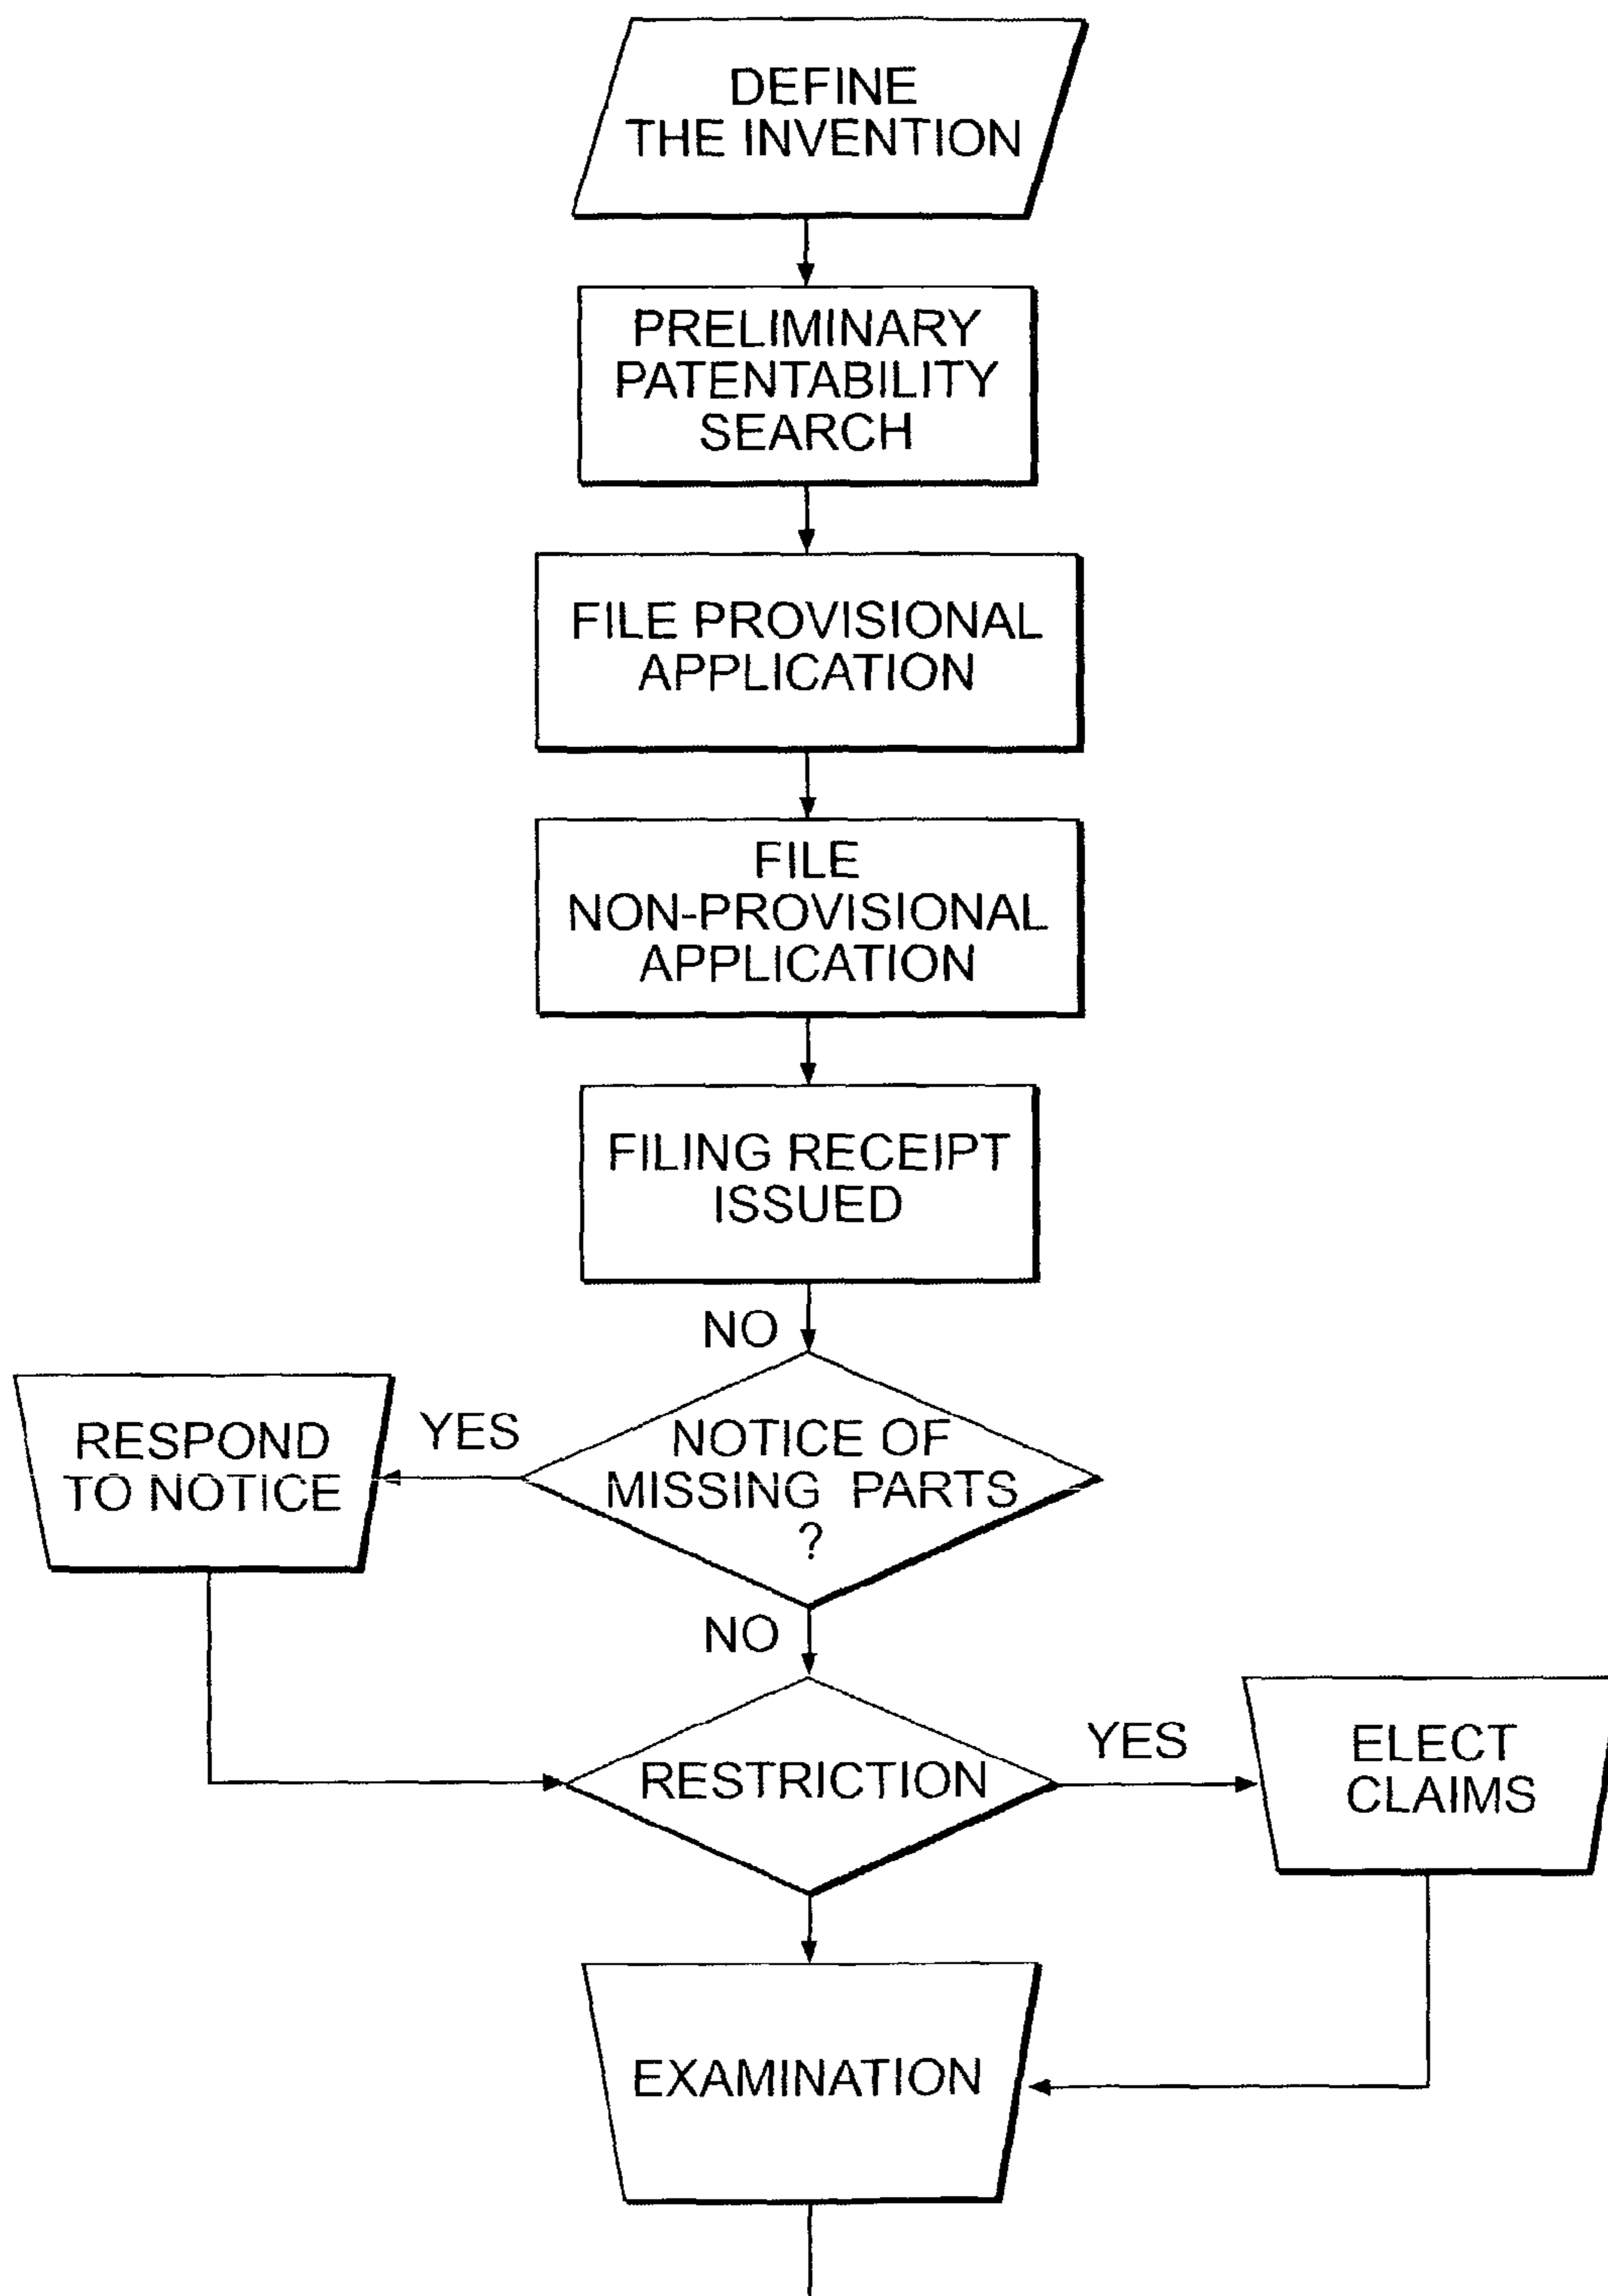 DEFINE
THE INVENTION
PRELIMINARY
PATENTABILITY
SEARCH
FILE PROVISIONAL
APPLICATION
FILE
NON-PROVISIONAL
APPLICATION
FILING RECEIPT
ISSUED
NO
RESPOND
TO NOTICE
YES
NOTICE OF
MISSING PARTS
?
NO
RESTRICTION
YES
ELECT
CLAIMS
EXAMINATION